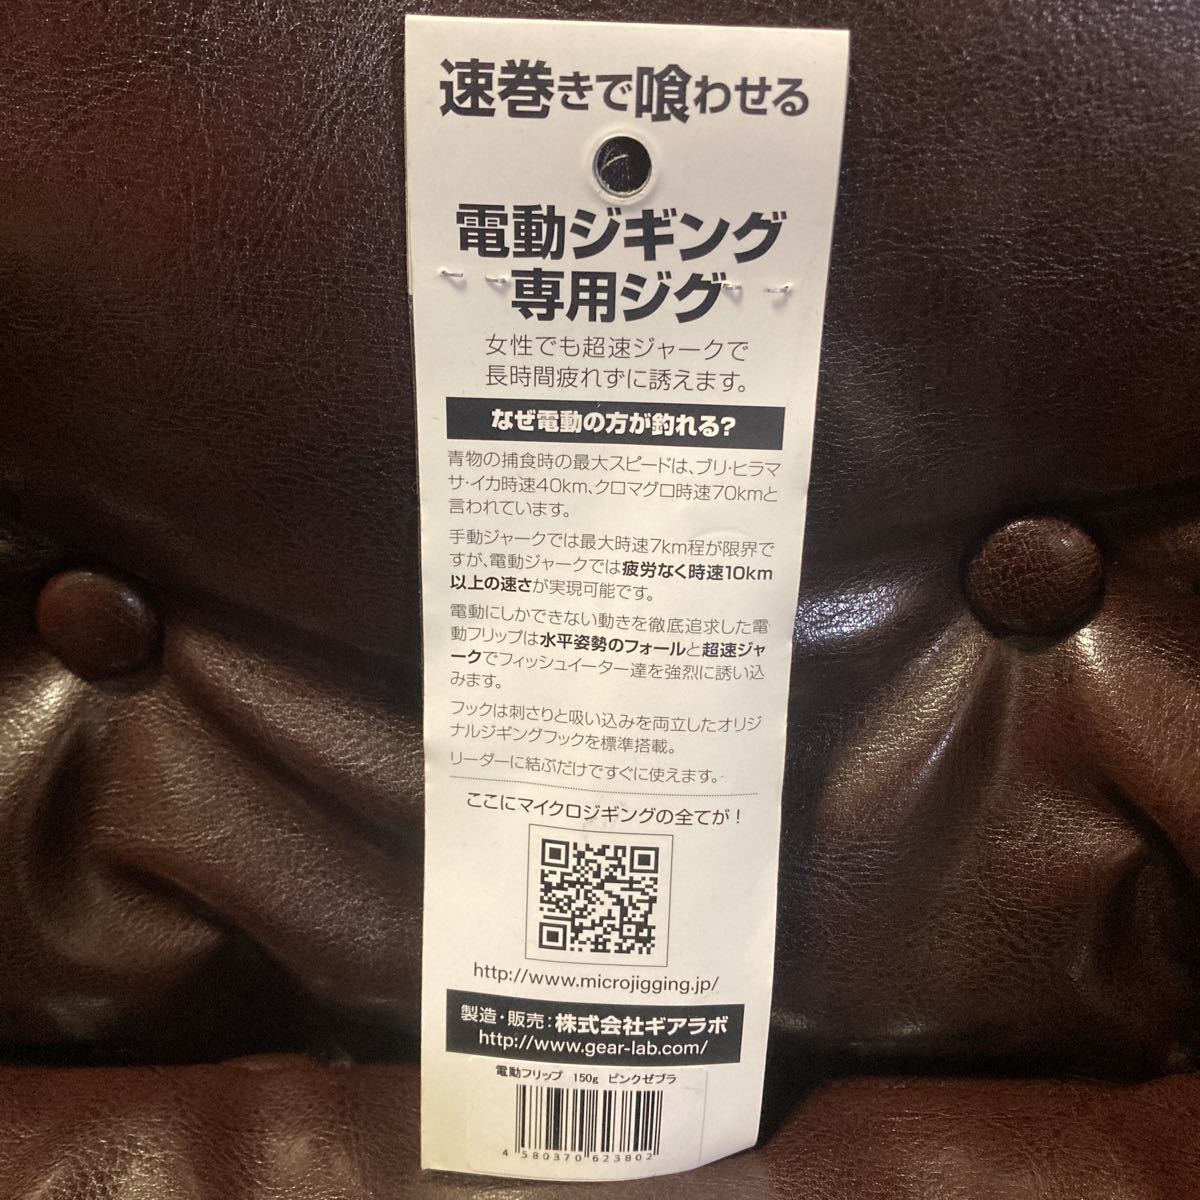 速巻きで喰わせる
電動ジギング
専用ジグ
女性でも超速ジャークで
長時間疲れずに誘えます。
なぜ電動の方が釣れる?
青物の捕食時の最大スピードは、ブリ・ヒラマ
サ・イカ時速40km、クロマグロ時速70kmと
言われています。
手動ジャークでは最大時速7km程が限界で
すが、電動ジャークでは疲労なく時速10km
以上の速さが実現可能です。
電動にしかできない動きを徹底追求した電
動フリップは水平姿勢のフォールと超速ジャ
ークでフィッシュイーター達を強烈に誘い込
みます。
フックは刺さりと吸い込みを両立したオリジ
ナルジギングフックを標準搭載。
リーダーに結ぶだけですぐに使えます。
ここにマイクロジギングの全てが!
http://www.microjigging.jp/
製造・販売:株式会社ギアラボ
http://www.gear-lab.com/
電動フリップ 150g ピンクゼブラ
4 580370 623802